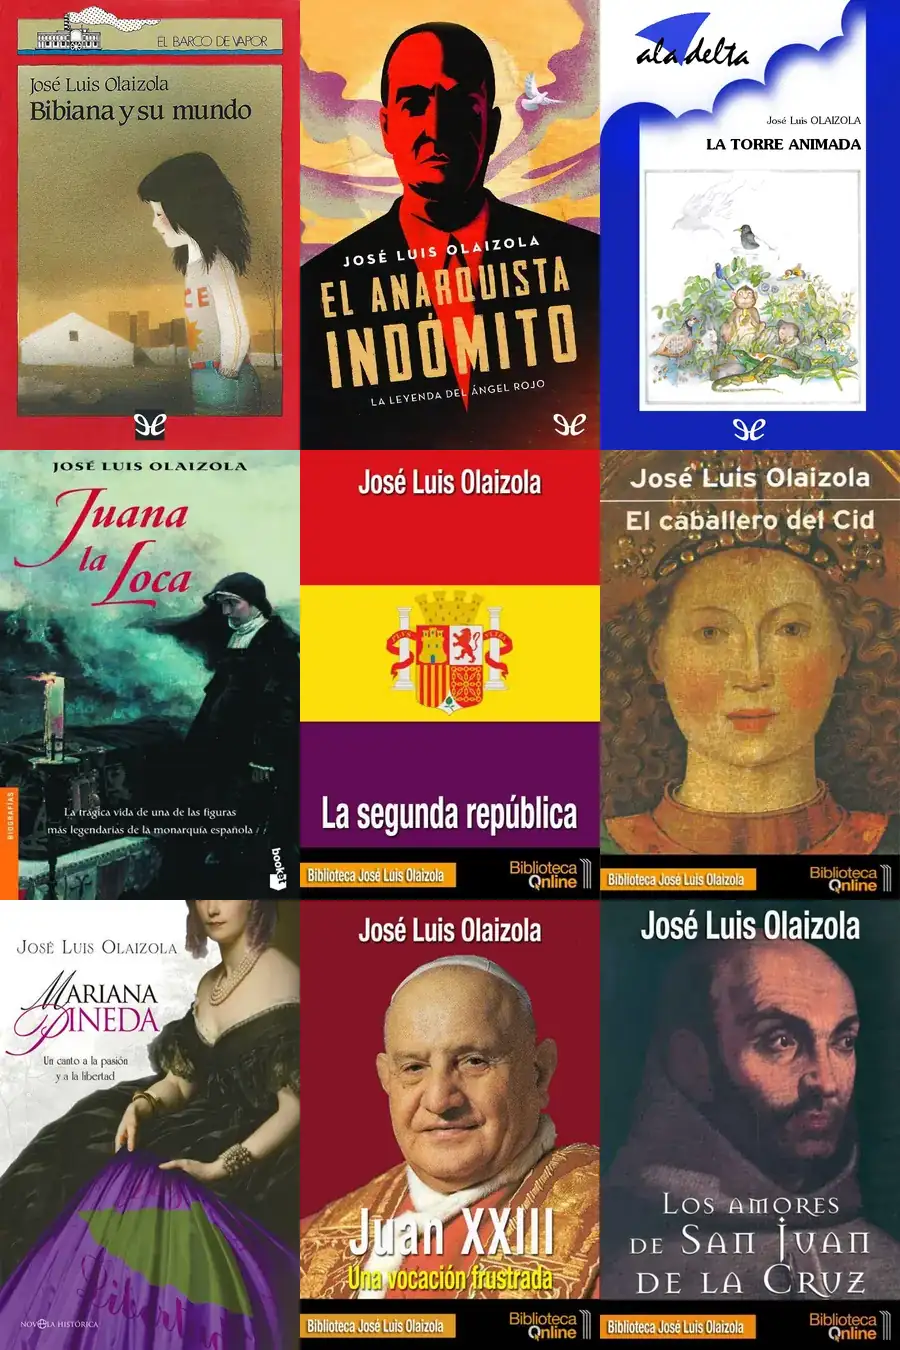 EL BARCO DE VAPOR
José Luis Olaizola
Bibiana y su mundo
CE
JOSÉ LUIS OLAIZOLA
EL ANARQUISTA
INDÓMITO
LA LEYENDA DEL ÁNGEL ROJO
ala delta
José Luis OLAIZOLA
LA TORRE ANIMADA
JOSÉ LUIS OLAIZOLA
Juana
la
Loca
La trágica vida de una de las figuras
más legendarias de la monarquía española
BIOGRAFÍAS
booket
José Luis Olaizola
La segunda república
Biblioteca José Luis Olaizola
Biblioteca
Online
José Luis Olaizola
El caballero del Cid
Biblioteca José Luis Olaizola
Biblioteca
Online
JOSÉ LUIS OLAIZOLA
MARIANA
PINEDA
Un canto a la pasión
y a la libertad
NOVELA HISTÓRICA
José Luis Olaizola
Juan XXIII
Una vocación frustrada
Biblioteca José Luis Olaizola
Biblioteca
Online
José Luis Olaizola
LOS AMORES
DE SAN JUAN
DE LA CRUZ
Biblioteca José Luis Olaizola
Biblioteca
Online